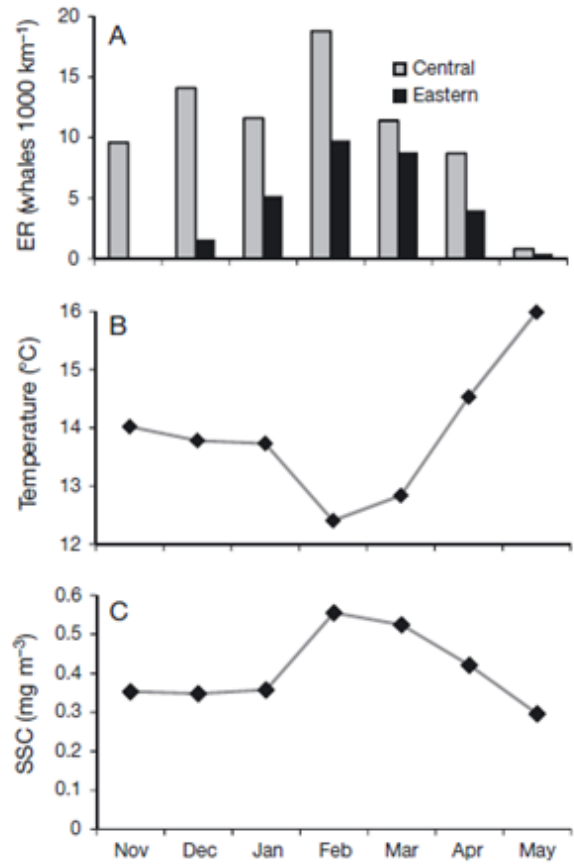 A
ER (whales 1000 km⁻¹)
20
15
10
5
0
Central
Eastern
B
Temperature (°C)
16
15
14
13
12
C
SSC (mg m⁻³)
0.6
0.5
0.4
0.3
0.2
0.1
0
Nov Dec Jan Feb Mar Apr May